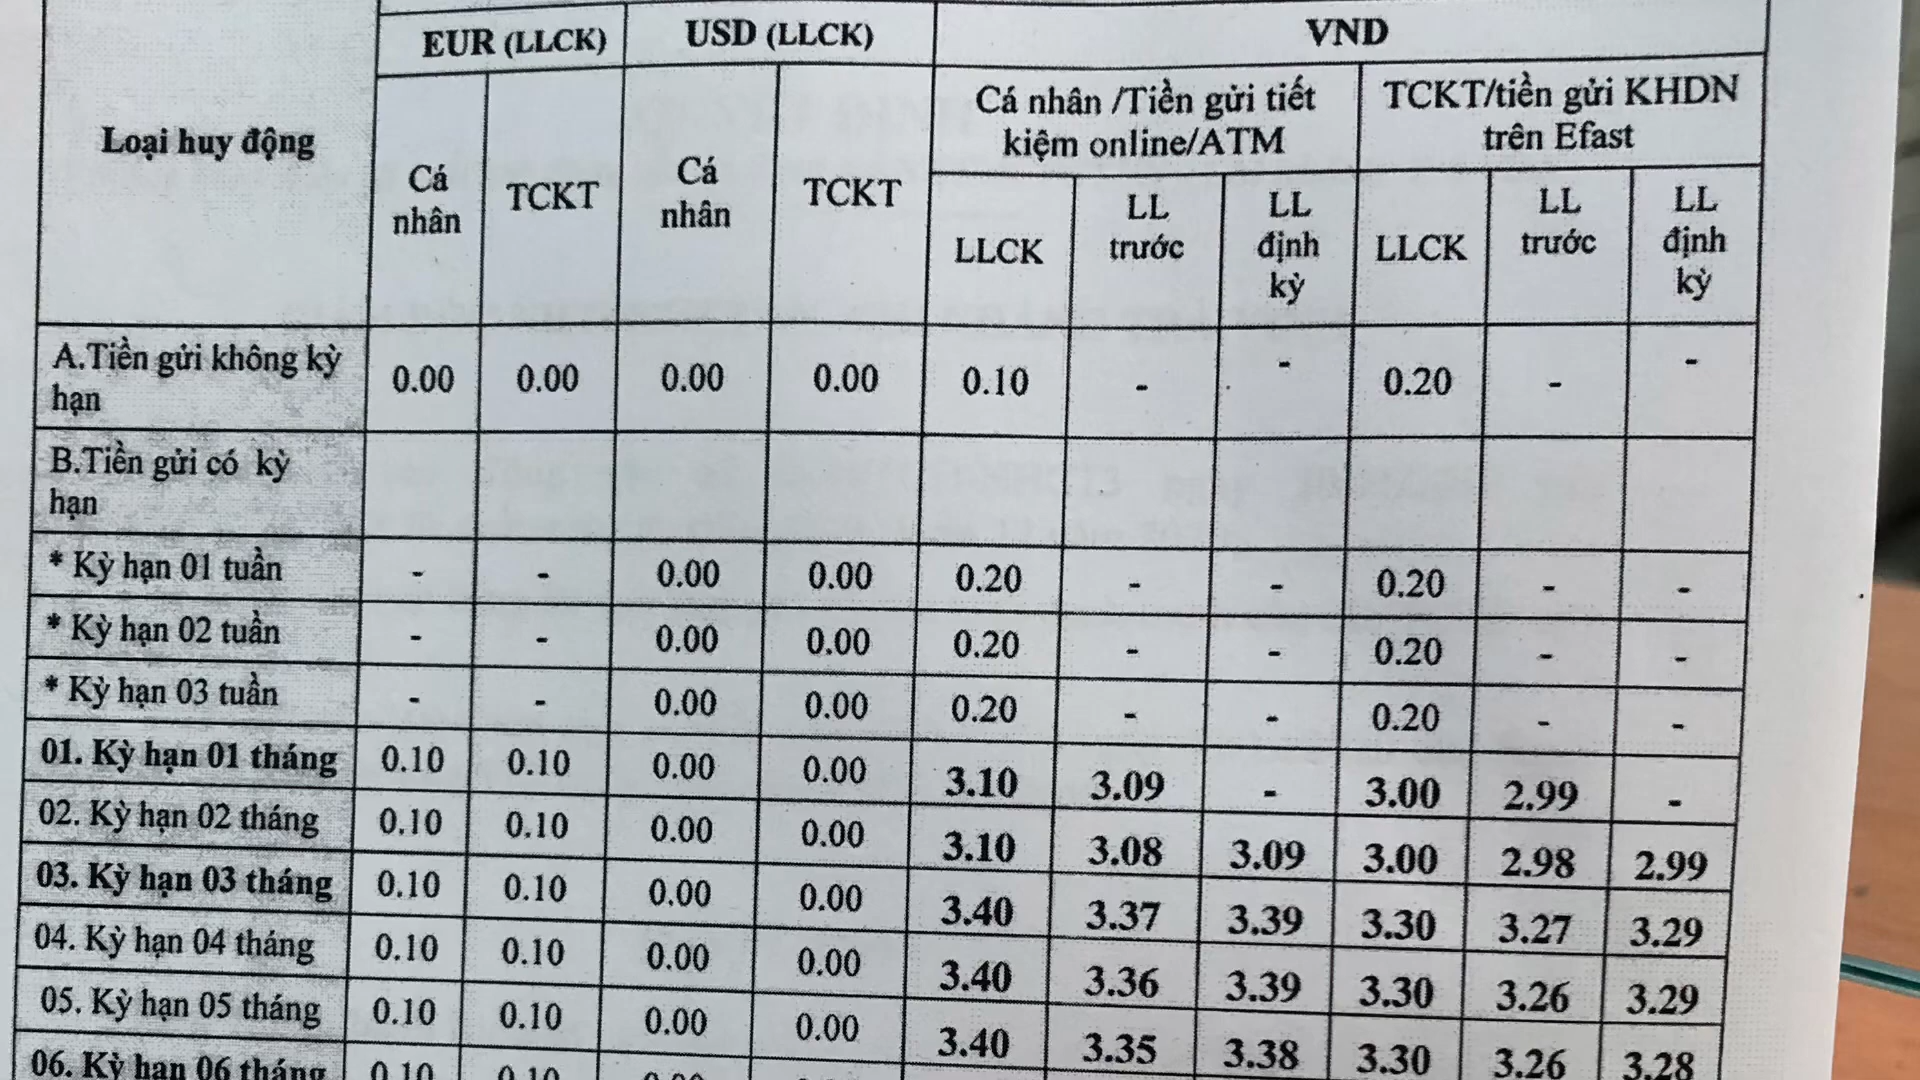 EUR (LLCK) USD (LLCK) VND
Loại huy động
Cá nhân /Tiền gửi tiết
kiệm online/ATM
TCKT/tiền gửi KHDN
trên Efast
Cá
nhân
TCKT
Cá
nhân
TCKT
LLCK
LL
trước
LL
định
kỳ
LLCK
LL
trước
LL
định
kỳ
A.Tiền gửi không kỳ
hạn
0.00 0.00 0.00 0.00 0.10 - - 0.20 - -
B.Tiền gửi có kỳ
hạn
* Kỳ hạn 01 tuần - - 0.00 0.00 0.20 - - 0.20 - -
* Kỳ hạn 02 tuần - - 0.00 0.00 0.20 - - 0.20 - -
* Kỳ hạn 03 tuần - - 0.00 0.00 0.20 - - 0.20 - -
01. Kỳ hạn 01 tháng 0.10 0.10 0.00 0.00 3.10 3.09 - 3.00 2.99 -
02. Kỳ hạn 02 tháng 0.10 0.10 0.00 0.00 3.10 3.08 3.09 3.00 2.98 2.99
03. Kỳ hạn 03 tháng 0.10 0.10 0.00 0.00 3.40 3.37 3.39 3.30 3.27 3.29
04. Kỳ hạn 04 tháng 0.10 0.10 0.00 0.00 3.40 3.36 3.39 3.30 3.26 3.29
05. Kỳ hạn 05 tháng 0.10 0.10 0.00 0.00 3.40 3.35 3.38 3.30 3.26 3.28
06. Kỳ hạn 06 tháng 0.10 0.10